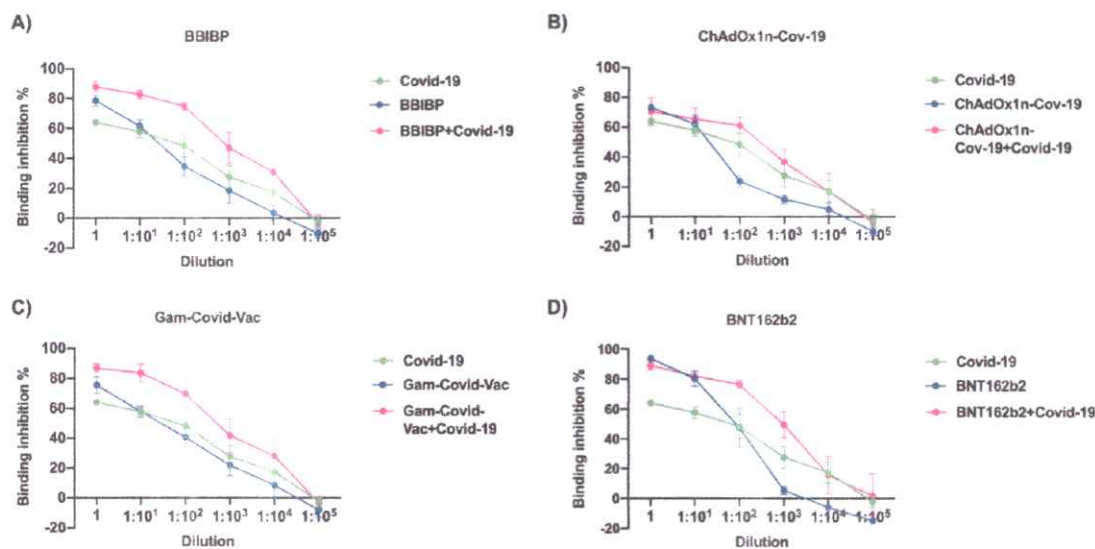 A)
BBIBP
Binding inhibition %
100
80
60
40
20
0
-20
1 1:10¹ 1:10² 1:10³ 1:10⁴ 1:10⁵
Dilution
Covid-19
BBIBP
BBIBP+Covid-19
B)
ChAdOx1n-Cov-19
Binding inhibition %
100
80
60
40
20
0
-20
1 1:10¹ 1:10² 1:10³ 1:10⁴ 1:10⁵
Dilution
Covid-19
ChAdOx1n-Cov-19
ChAdOx1n-
Cov-19+Covid-19
C)
Gam-Covid-Vac
Binding inhibition %
100
80
60
40
20
0
-20
1 1:10¹ 1:10² 1:10³ 1:10⁴ 1:10⁵
Dilution
Covid-19
Gam-Covid-Vac
Gam-Covid-
Vac+Covid-19
D)
BNT162b2
Binding inhibition %
100
80
60
40
20
0
-20
1 1:10¹ 1:10² 1:10³ 1:10⁴ 1:10⁵
Dilution
Covid-19
BNT162b2
BNT162b2+Covid-19